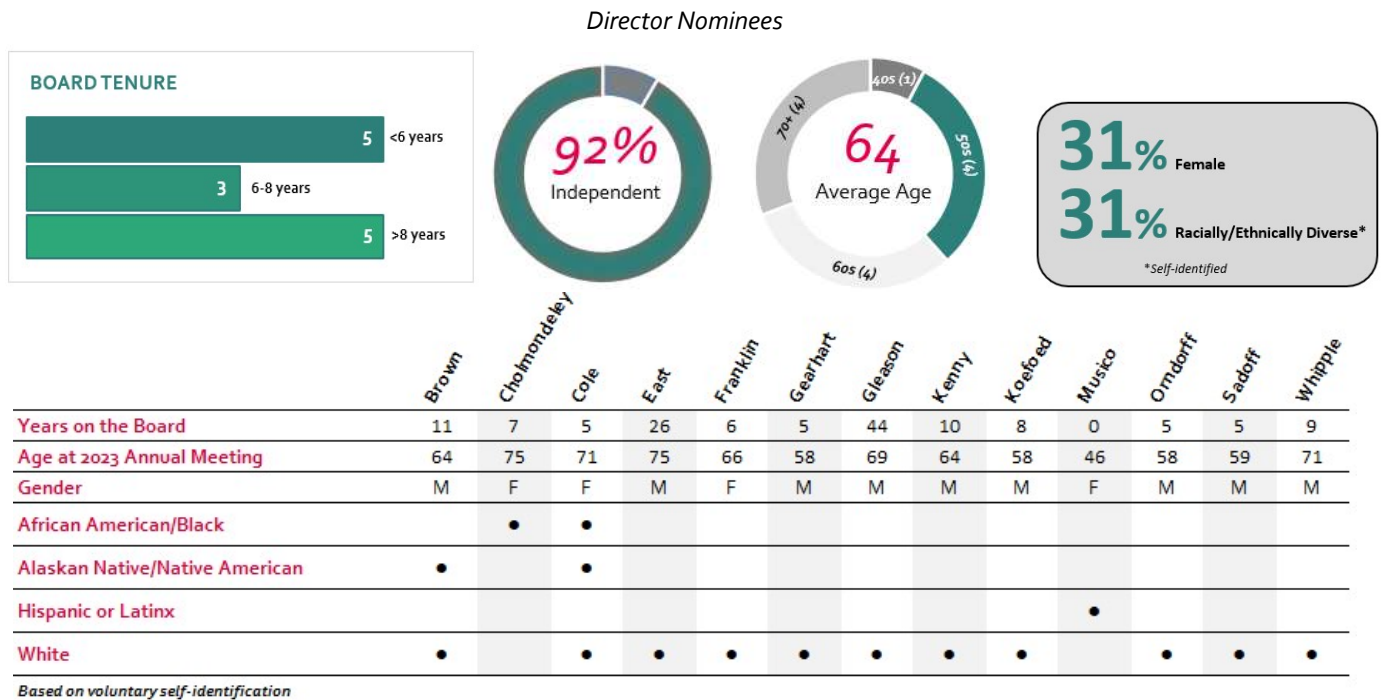 Director Nominees
BOARD TENURE
5 <6 years
3 6-8 years
5 >8 years
92%
Independent
40s (1)
50s (4)
60s (4)
70+ (4)
64
Average Age
31% Female
31% Racially/Ethnically Diverse*
*Self-identified
Brown Cholmondeley Cole East Franklin Gearhart Gleason Kenny Koefoed Musico Orndorff Sadoff Whipple
Years on the Board 11 7 5 26 6 5 44 10 8 0 5 5 9
Age at 2023 Annual Meeting 64 75 71 75 66 58 69 64 58 46 58 59 71
Gender M F F M F M M M M F M M M
African American/Black ● ●
Alaskan Native/Native American ● ●
Hispanic or Latinx ●
White ● ● ● ● ● ● ● ● ● ● ●
Based on voluntary self-identification